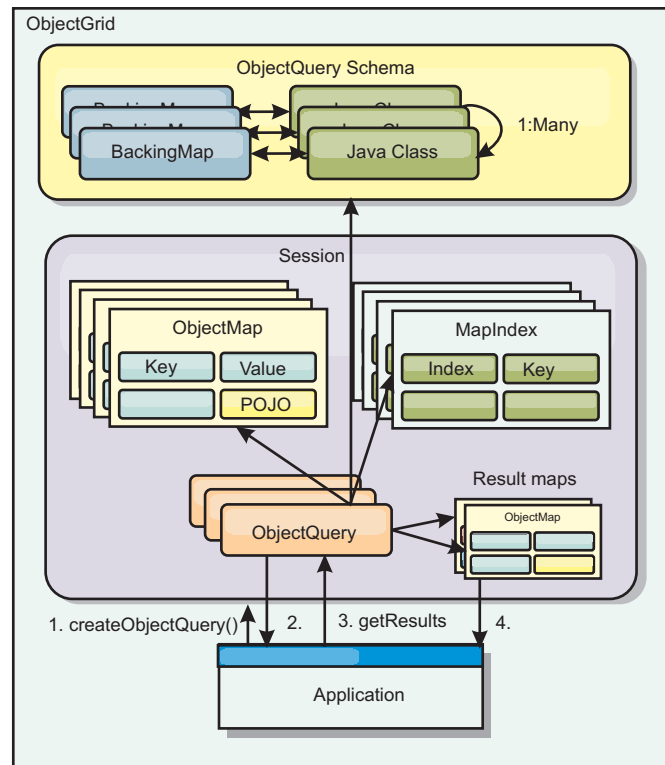 ObjectGrid
ObjectQuery Schema
BackingMap
Java Class
1:Many
Session
ObjectMap
Key
Value
POJO
MapIndex
Index
Key
Result maps
ObjectMap
ObjectQuery
1. createObjectQuery()
2.
3. getResults
4.
Application